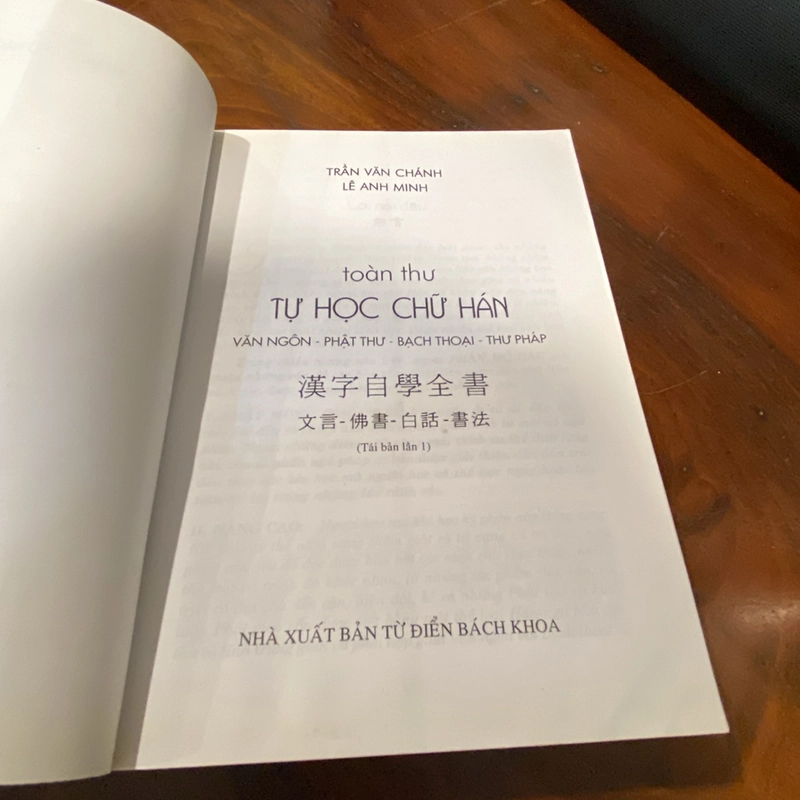 TRẦN VĂN CHÁNH
LÊ ANH MINH
toàn thư
TỰ HỌC CHỮ HÁN
VĂN NGÔN - PHẬT THƯ - BẠCH THOẠI - THƯ PHÁP
漢字自學全書
文言-佛書-白話-書法
(Tái bản lần 1)
NHÀ XUẤT BẢN TỪ ĐIỂN BÁCH KHOA